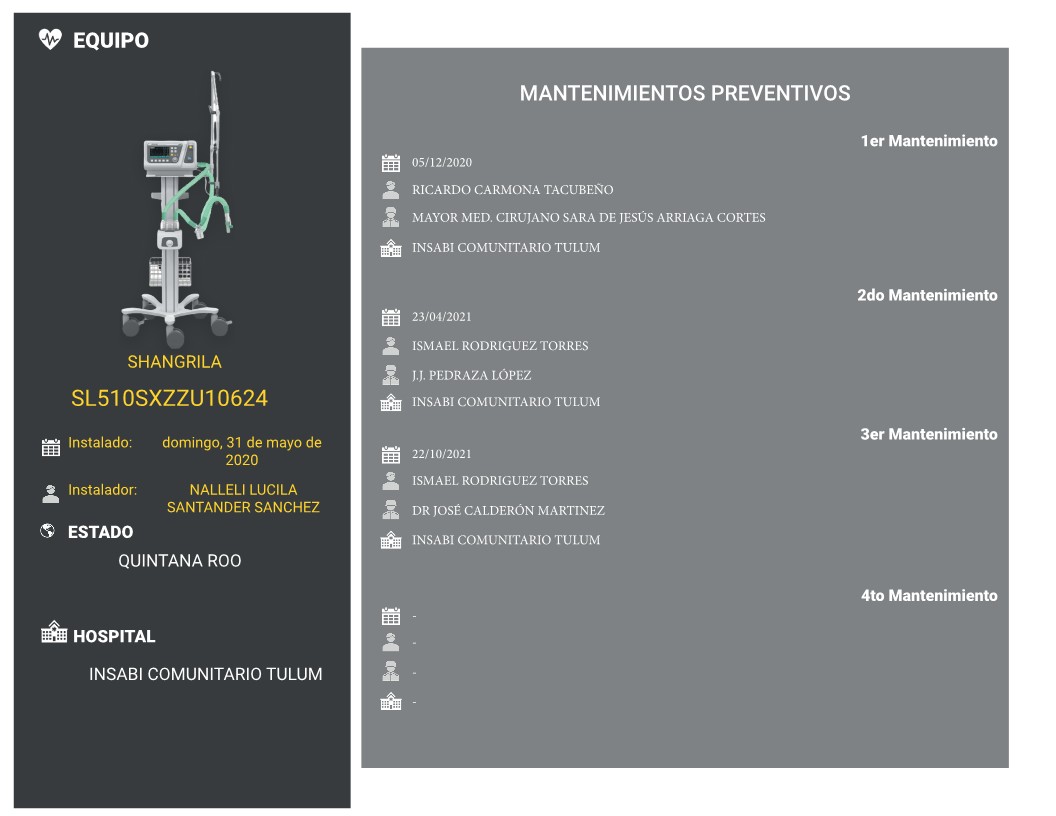 EQUIPO
SHANGRILA
SL510SXZZU10624
Instalado: domingo, 31 de mayo de
2020
Instalador: NALLELI LUCILA
SANTANDER SANCHEZ
ESTADO
QUINTANA ROO
HOSPITAL
INSABI COMUNITARIO TULUM
MANTENIMIENTOS PREVENTIVOS
1er Mantenimiento
05/12/2020
RICARDO CARMONA TACUBEÑO
MAYOR MED. CIRUJANO SARA DE JESÚS ARRIAGA CORTES
INSABI COMUNITARIO TULUM
2do Mantenimiento
23/04/2021
ISMAEL RODRIGUEZ TORRES
J.J. PEDRAZA LÓPEZ
INSABI COMUNITARIO TULUM
3er Mantenimiento
22/10/2021
ISMAEL RODRIGUEZ TORRES
DR JOSÉ CALDERÓN MARTINEZ
INSABI COMUNITARIO TULUM
4to Mantenimiento
-
-
-
-